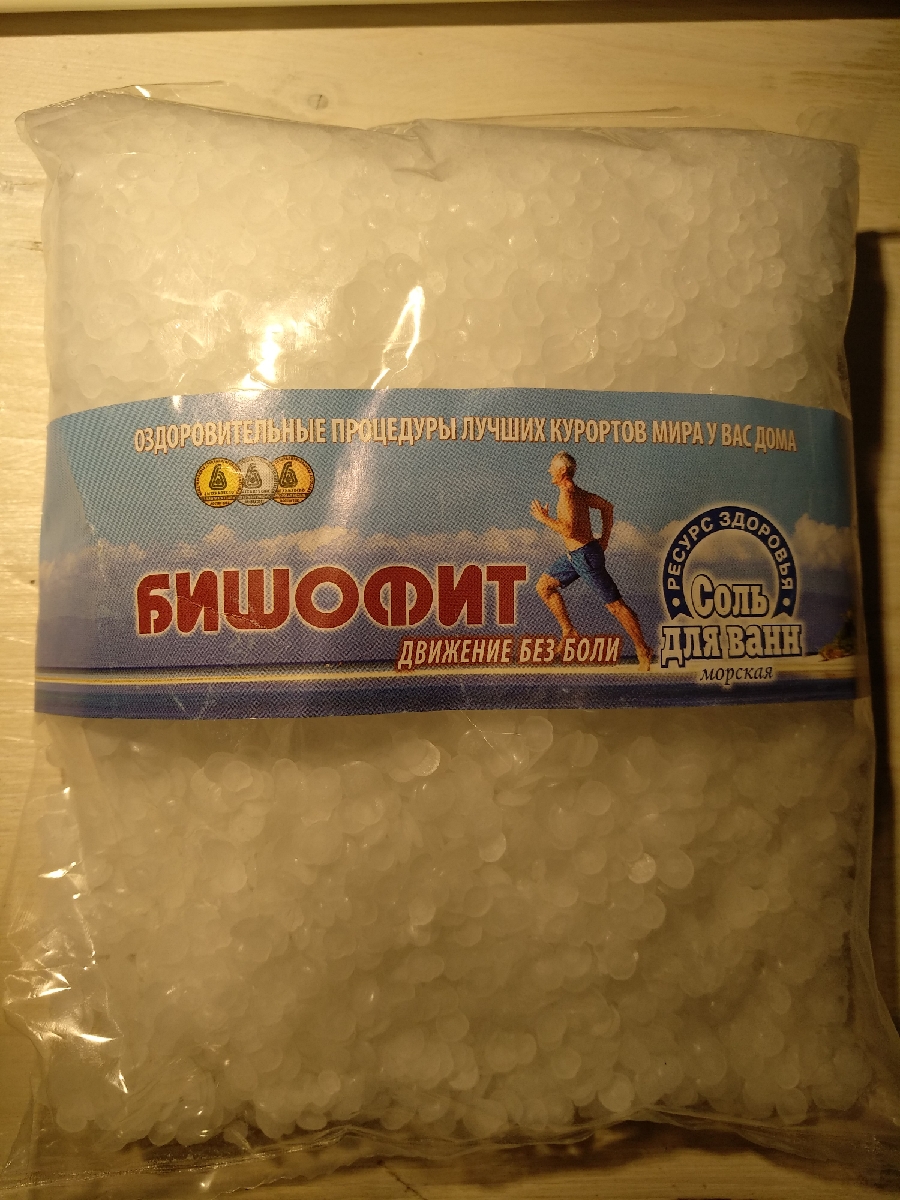 ОЗДОРОВИТЕЛЬНЫЕ ПРОЦЕДУРЫ ЛУЧШИХ КУРОРТОВ МИРА У ВАС ДОМА
БИШОФИТ
ДВИЖЕНИЕ БЕЗ БОЛИ
• РЕСУРС ЗДОРОВЬЯ •
Соль
для ванн
морская